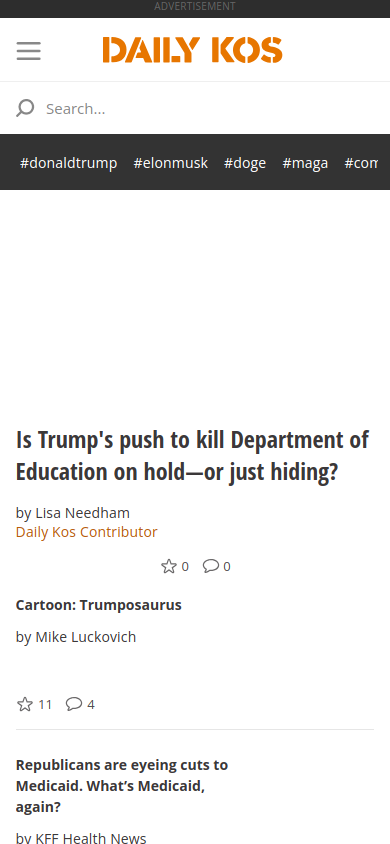 ADVERTISEMENT
DAILY KOS
Search...
#donaldtrump #elonmusk #doge #maga #com
Is Trump's push to kill Department of
Education on hold—or just hiding?
by Lisa Needham
Daily Kos Contributor
0 0
Cartoon: Trumposaurus
by Mike Luckovich
11 4
Republicans are eyeing cuts to
Medicaid. What’s Medicaid,
again?
by KFF Health News